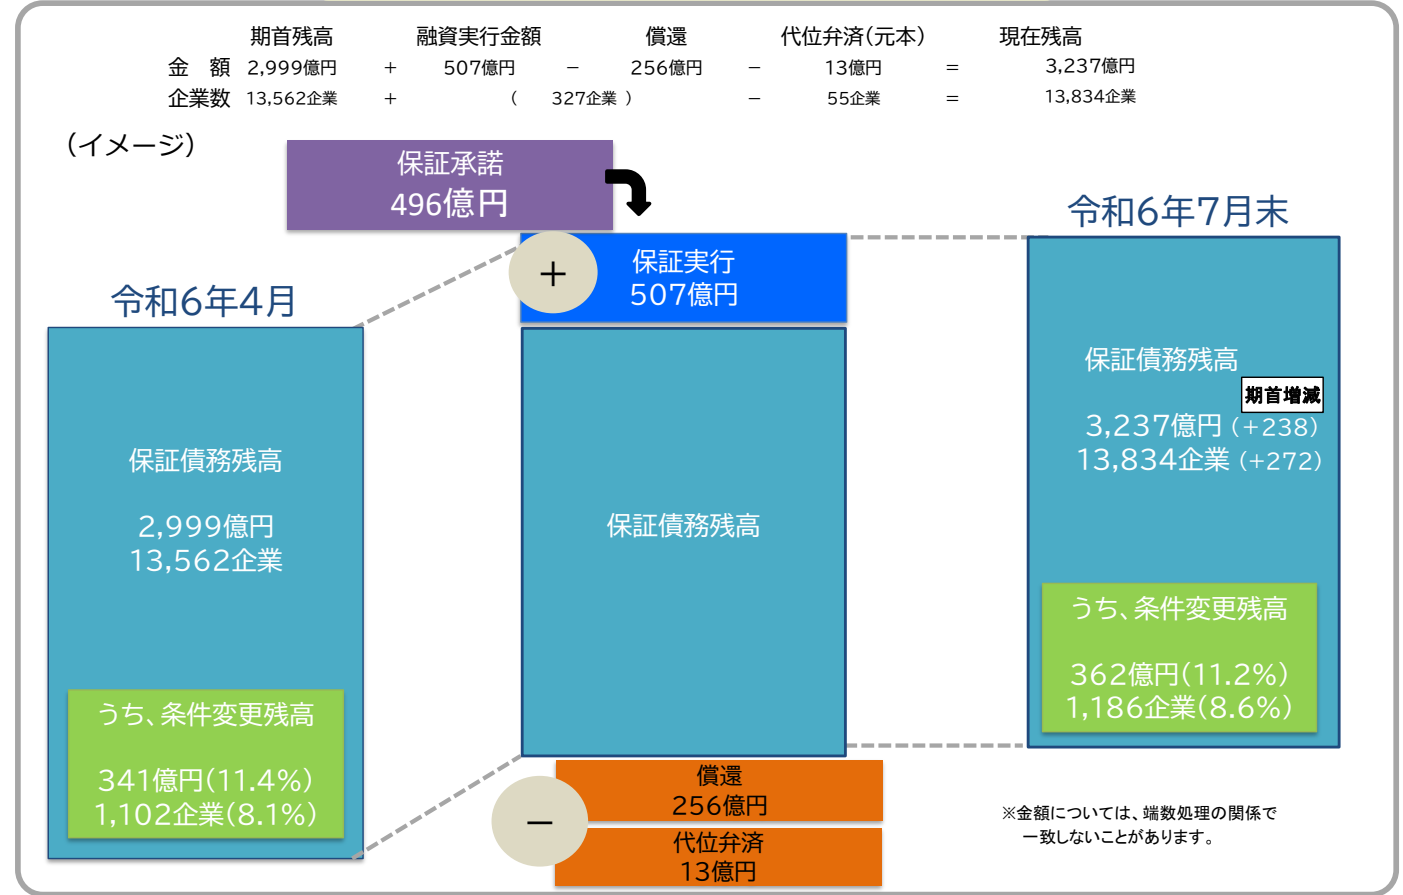 期首残高 融資実行金額 償還 代位弁済(元本) 現在残高
金 額 2,999億円 + 507億円 − 256億円 − 13億円 = 3,237億円
企業数 13,562企業 + ( 327企業 ) − 55企業 = 13,834企業
(イメージ)
保証承諾
496億円
令和6年4月
保証債務残高
2,999億円
13,562企業
うち、条件変更残高
341億円(11.4%)
1,102企業(8.1%)
+
保証実行
507億円
保証債務残高
−
償還
256億円
代位弁済
13億円
令和6年7月末
保証債務残高
期首増減
3,237億円 (+238)
13,834企業 (+272)
うち、条件変更残高
362億円(11.2%)
1,186企業(8.6%)
※金額については、端数処理の関係で
一致しないことがあります。